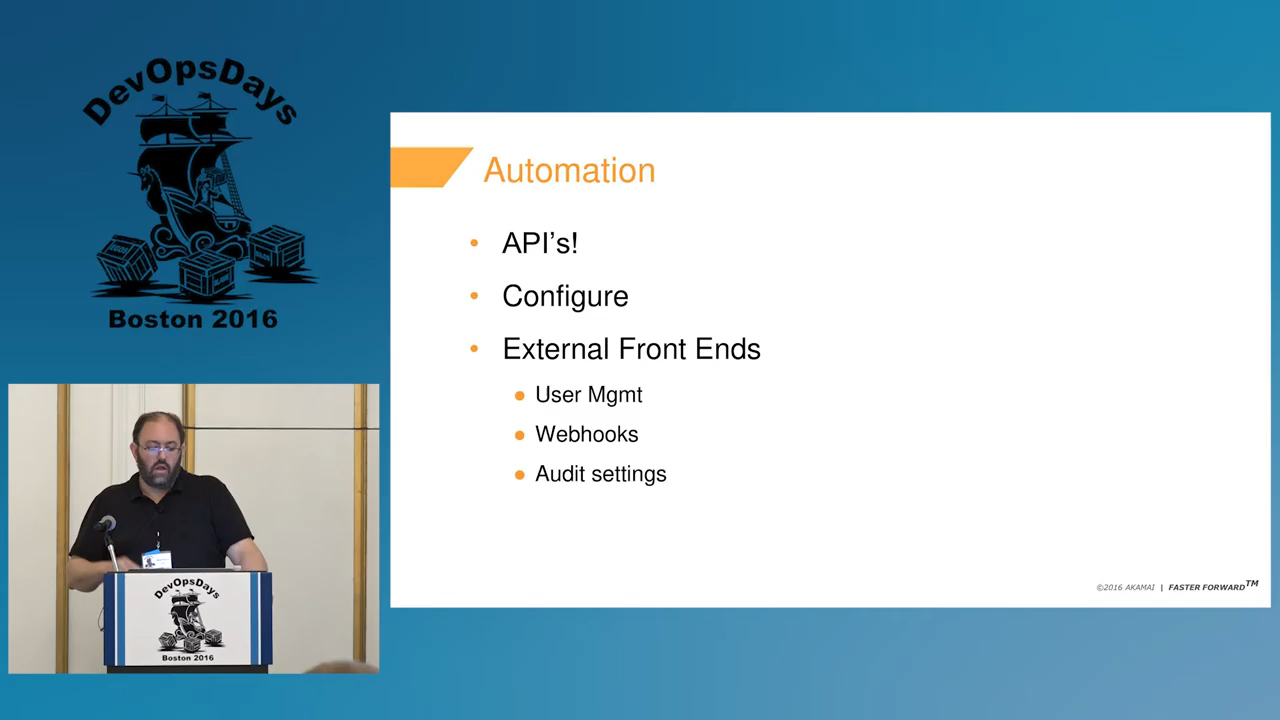 DevOpsDays
Boston 2016
Automation
• API's!
• Configure
• External Front Ends
• User Mgmt
• Webhooks
• Audit settings
©2016 AKAMAI | FASTER FORWARD™
DevOpsDays
Boston 2016